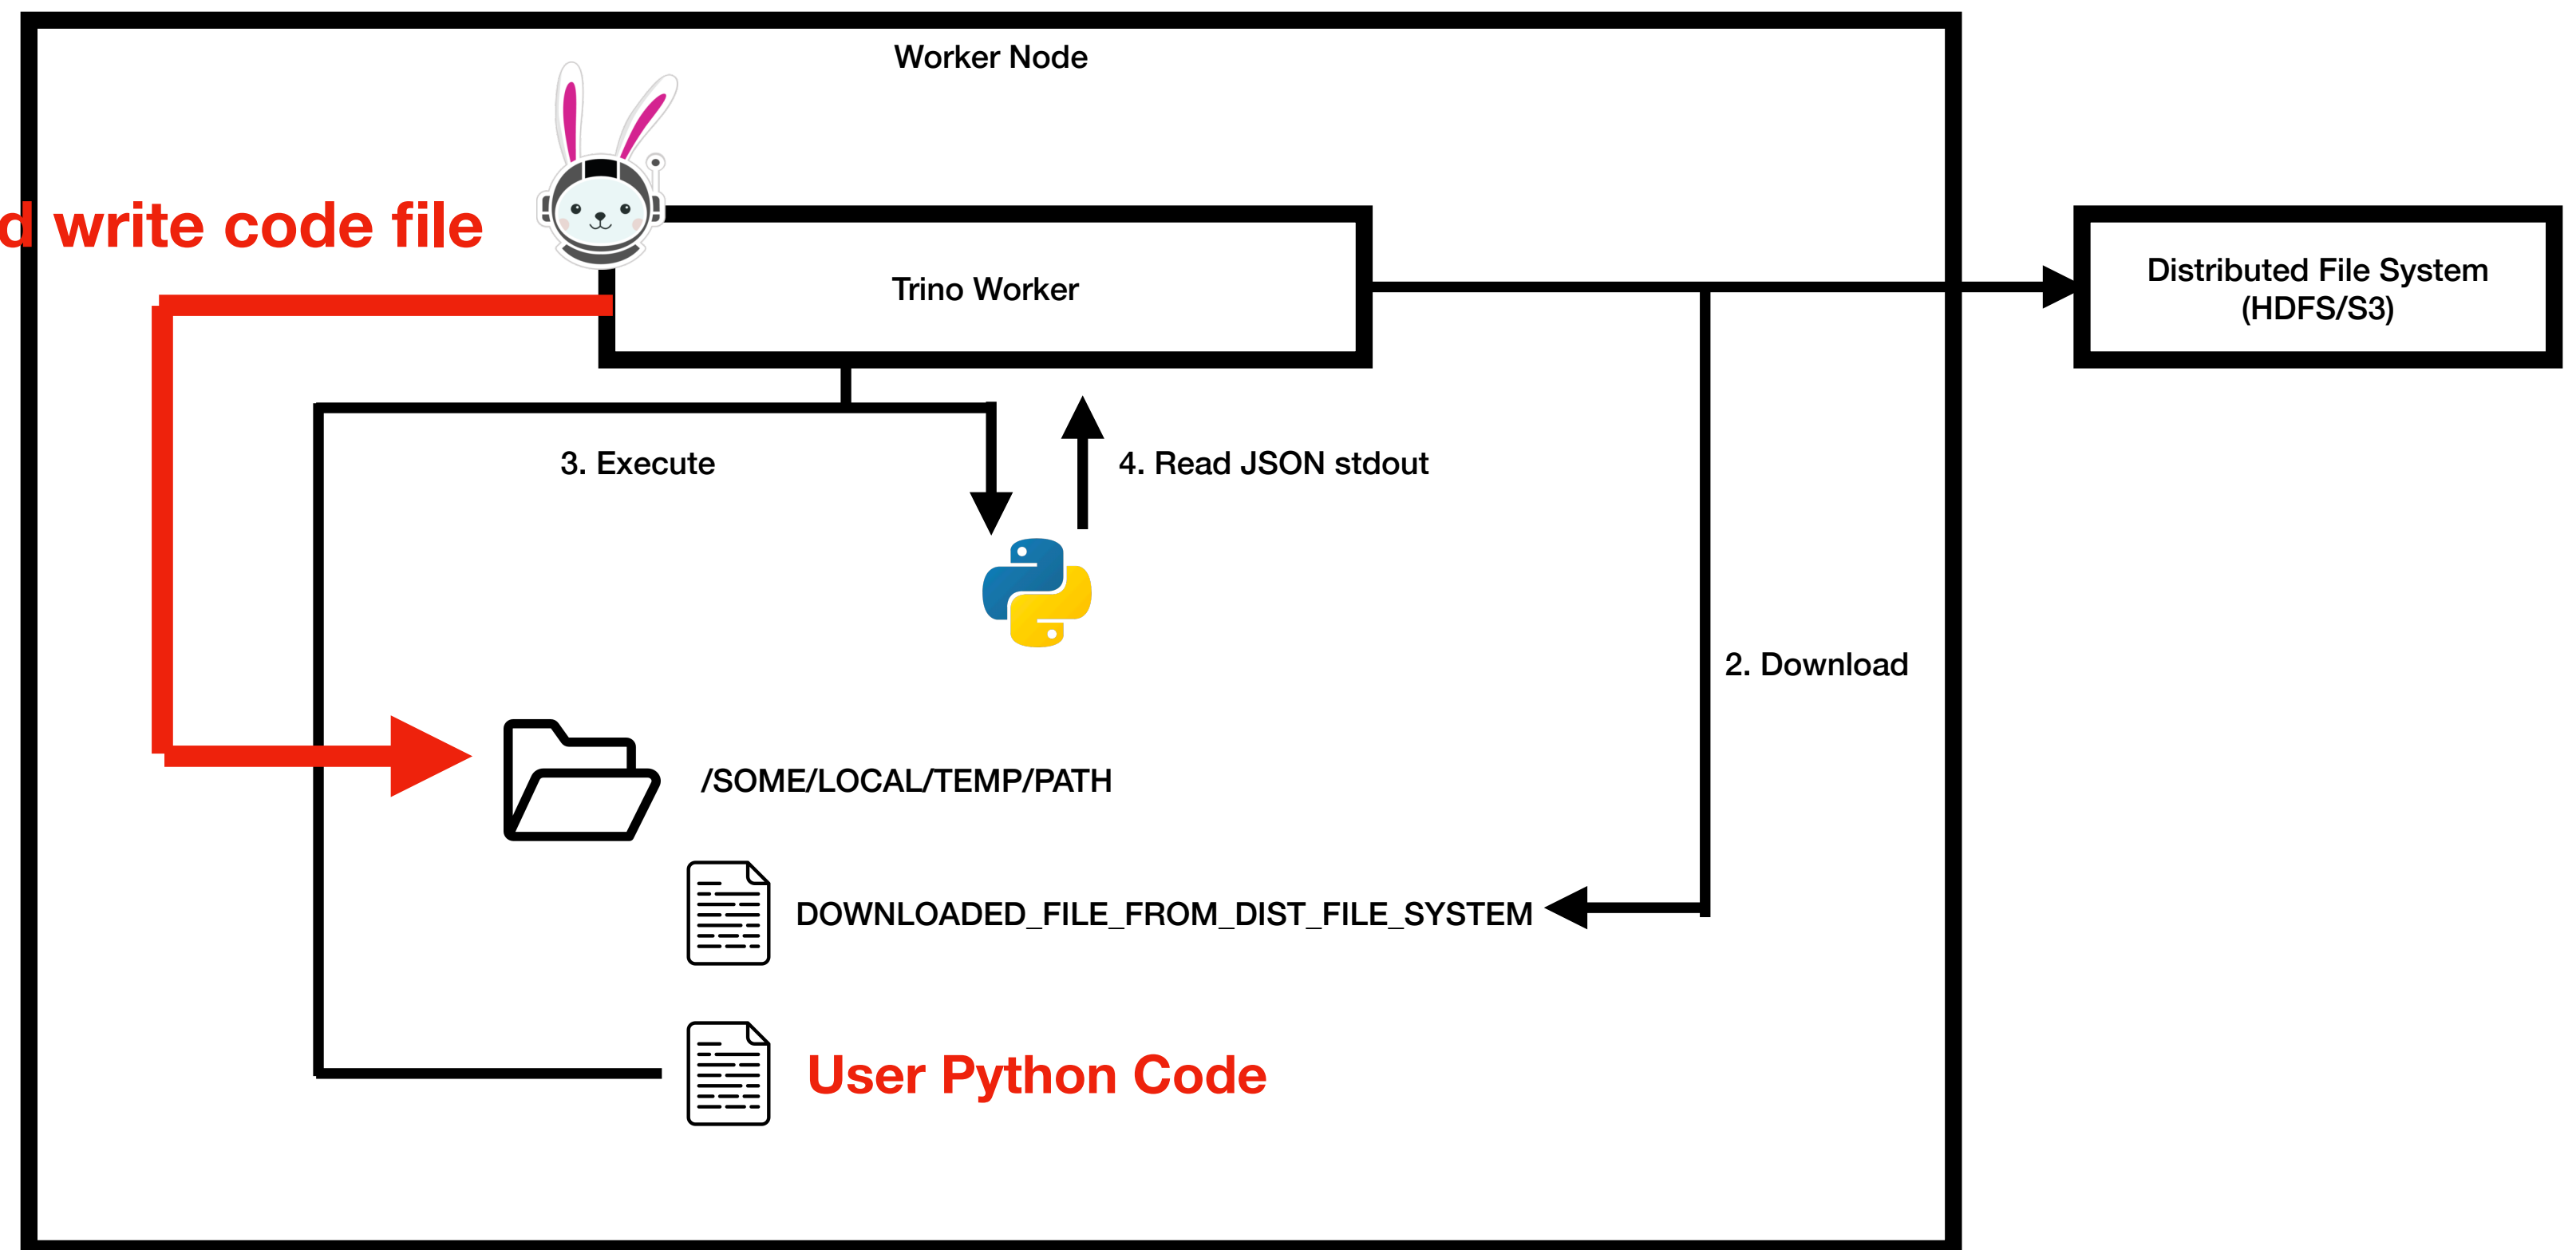 Worker Node
write code file
Trino Worker
Distributed File System
(HDFS/S3)
3. Execute
4. Read JSON stdout
2. Download
/SOME/LOCAL/TEMP/PATH
DOWNLOADED_FILE_FROM_DIST_FILE_SYSTEM
User Python Code